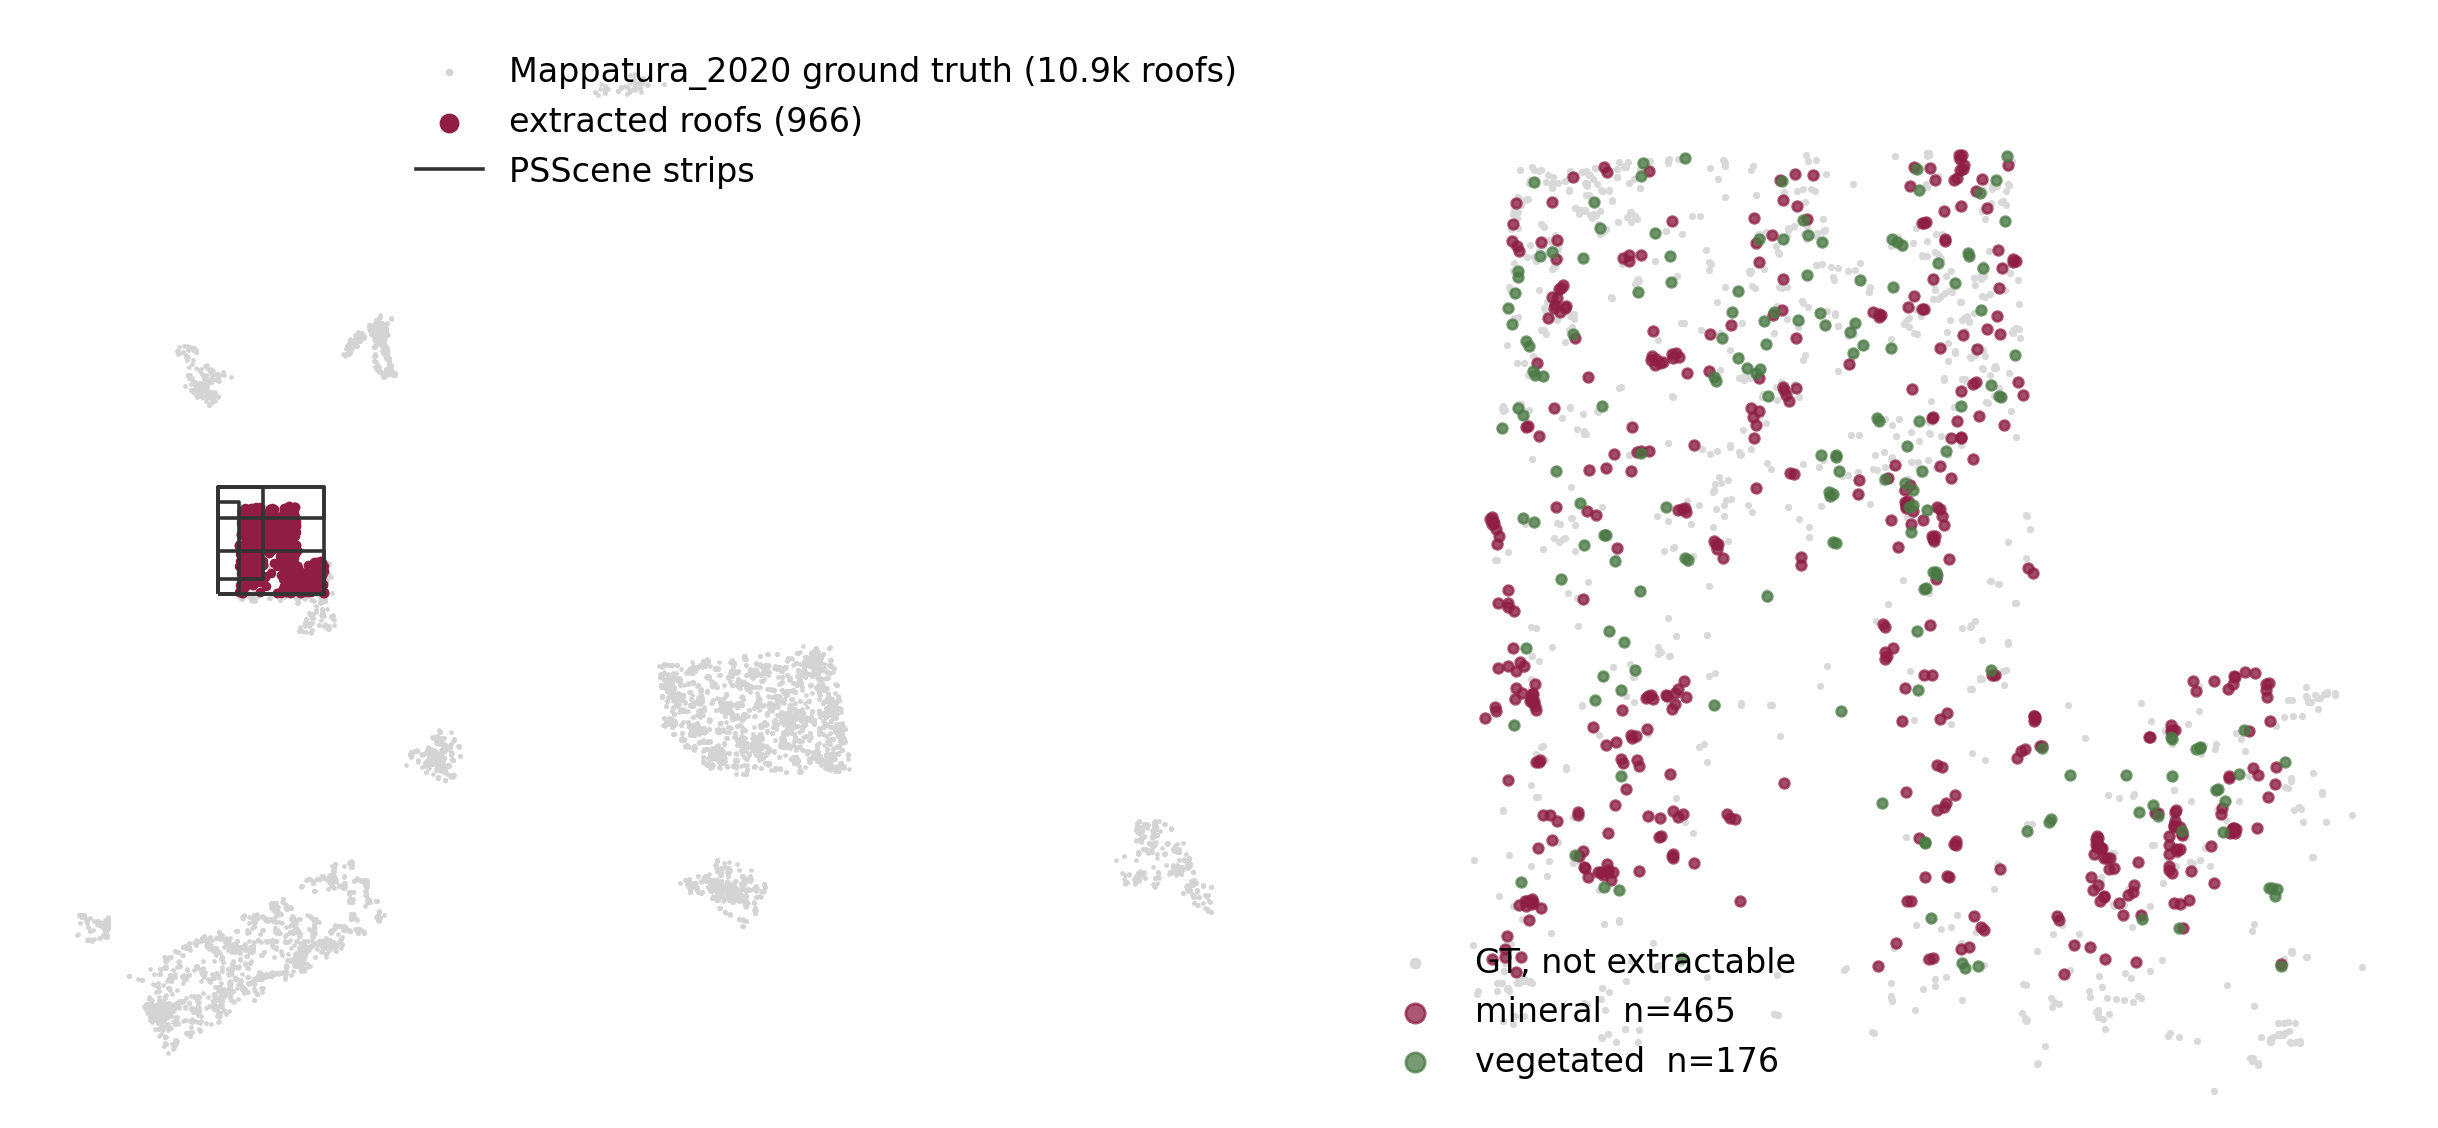 Mappatura_2020 ground truth (10.9k roofs)
extracted roofs (966)
PSScene strips
GT, not extractable
mineral  n=465
vegetated  n=176